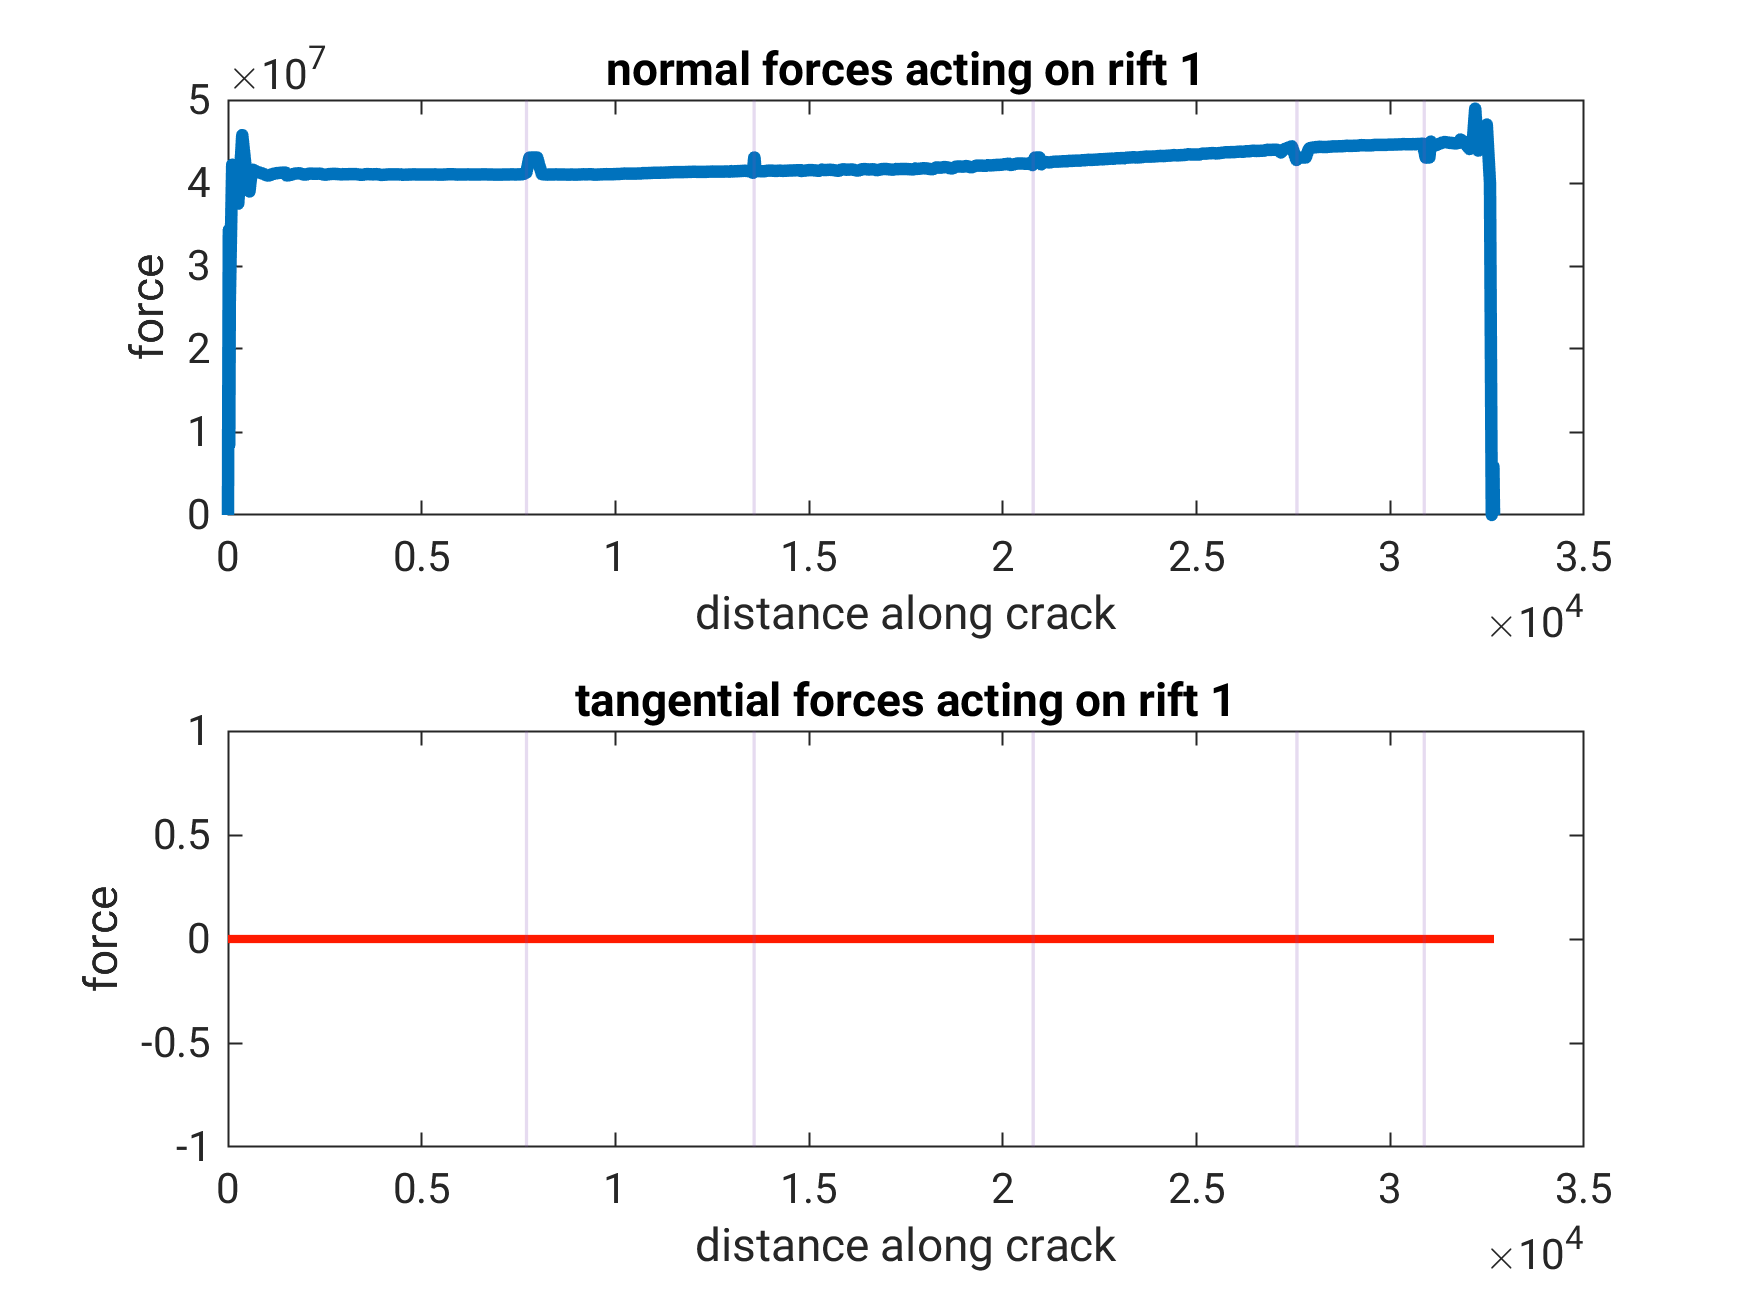 ×10^7
normal forces acting on rift 1
5
4
3
2
1
0
force
0 0.5 1 1.5 2 2.5 3 3.5
distance along crack
×10^4
tangential forces acting on rift 1
1
0.5
0
-0.5
-1
force
0 0.5 1 1.5 2 2.5 3 3.5
distance along crack
×10^4